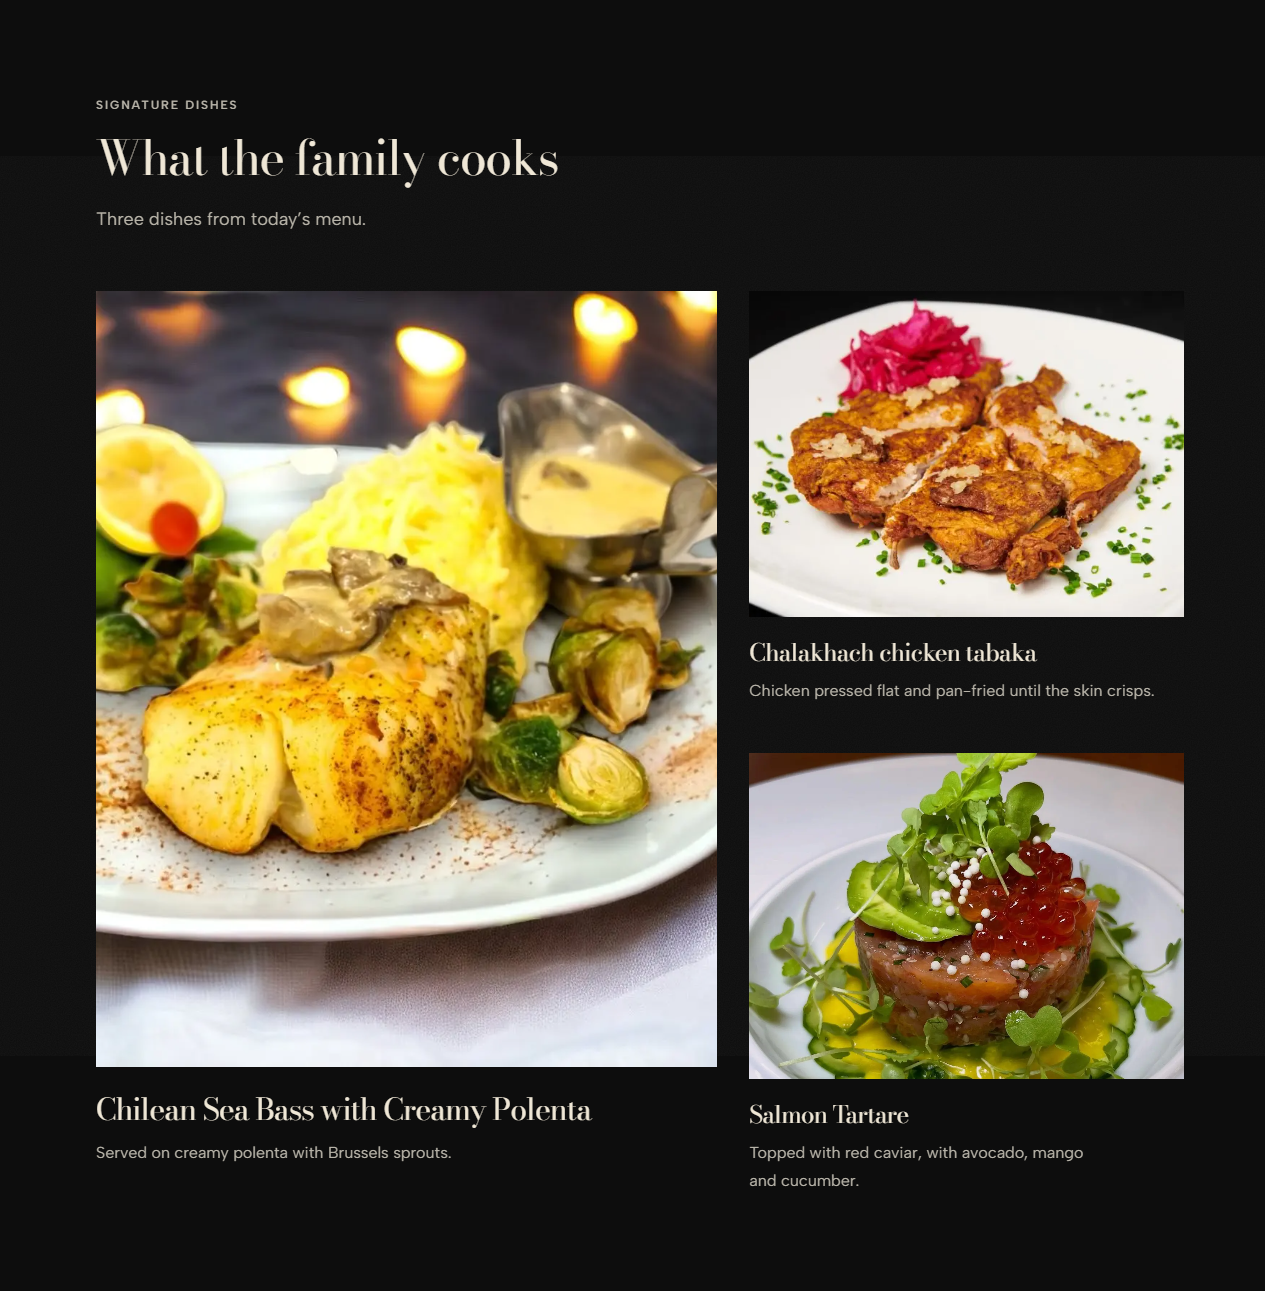 SIGNATURE DISHES
What the family cooks
Three dishes from today’s menu.
Chalakhach chicken tabaka
Chicken pressed flat and pan-fried until the skin crisps.
Chilean Sea Bass with Creamy Polenta
Served on creamy polenta with Brussels sprouts.
Salmon Tartare
Topped with red caviar, with avocado, mango
and cucumber.